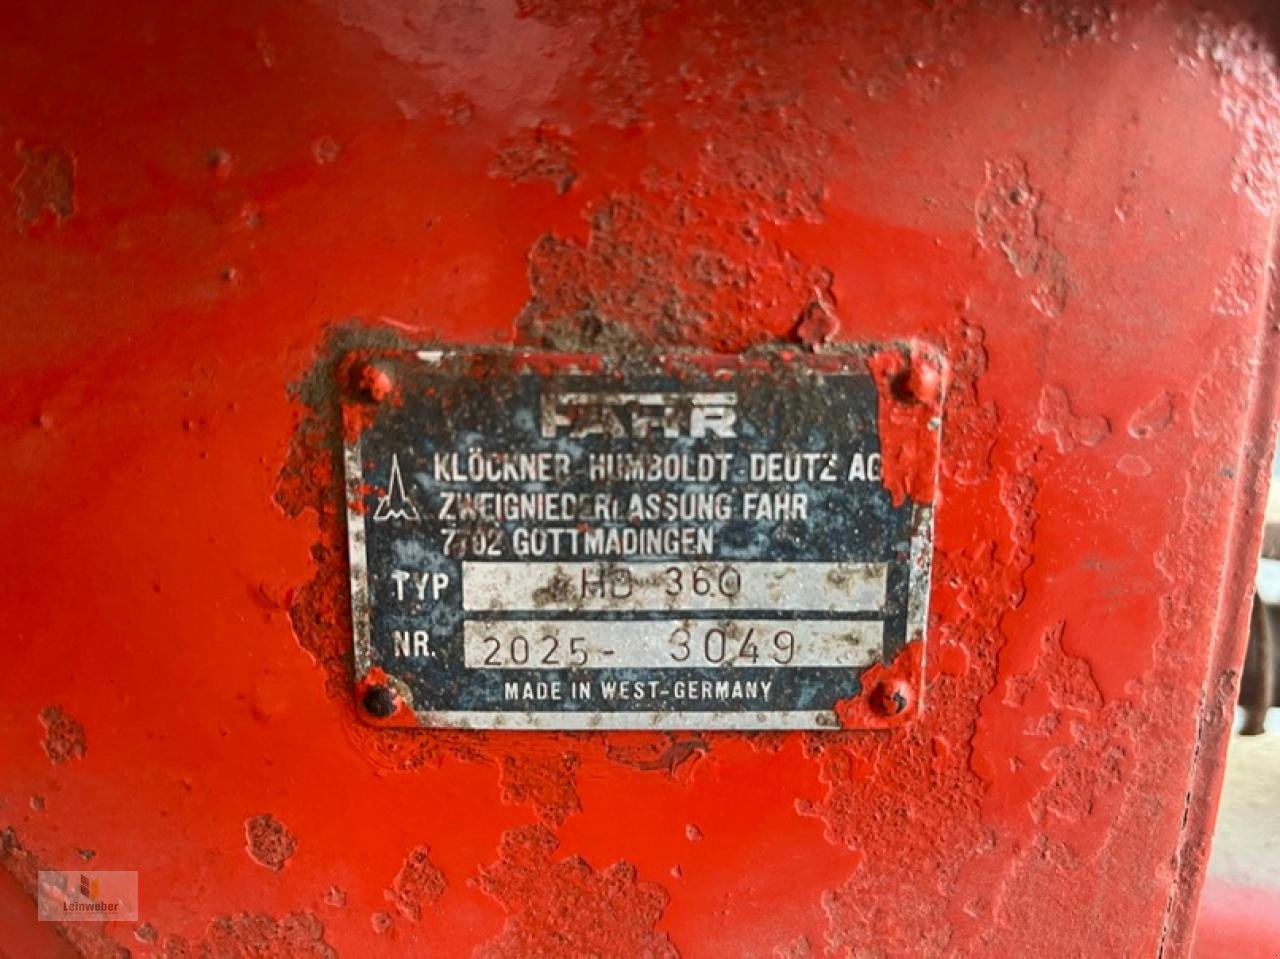 FAHR
KLÖCKNER-HUMBOLDT-DEUTZ AG
ZWEIGNIEDERLASSUNG FAHR
7702 GOTTMADINGEN
TYP HD 360
NR. 2025- 3049
MADE IN WEST-GERMANY
Leinweber